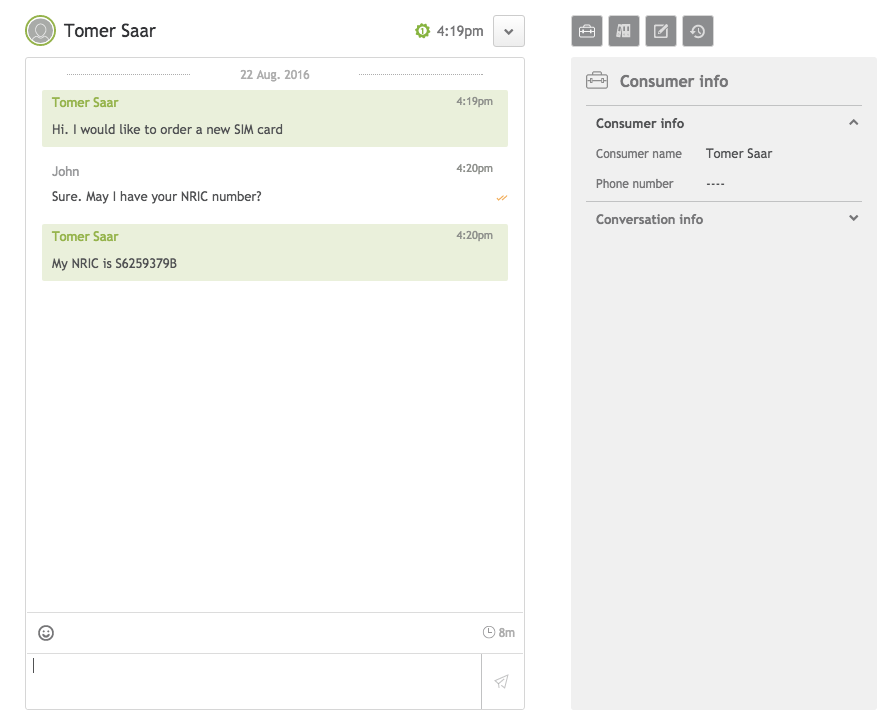 Tomer Saar
1 4:19pm
22 Aug. 2016
Tomer Saar 4:19pm
Hi. I would like to order a new SIM card
John 4:20pm
Sure. May I have your NRIC number?
Tomer Saar 4:20pm
My NRIC is S6259379B
8m
Consumer info
Consumer info
Consumer name Tomer Saar
Phone number ----
Conversation info